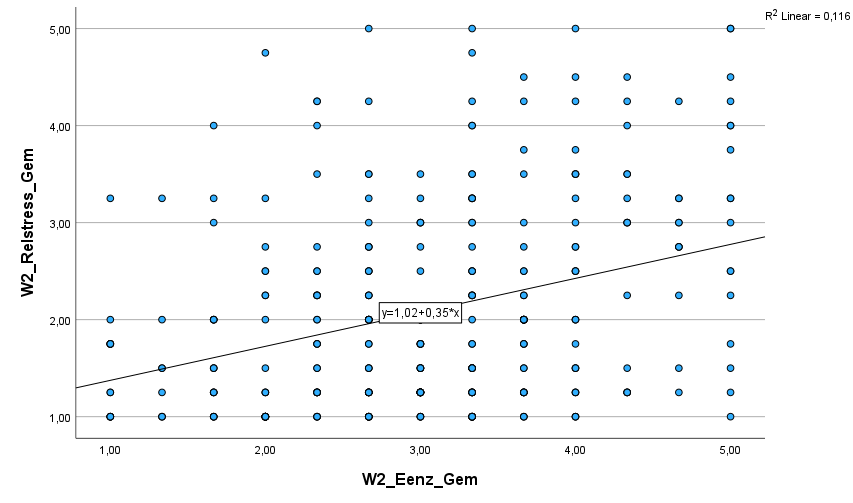 R2 Linear = 0,116
5,00
4,00
3,00
2,00
1,00
W2_Relstress_Gem
y=1,02+0,35*x
1,00 2,00 3,00 4,00 5,00
W2_Eenz_Gem